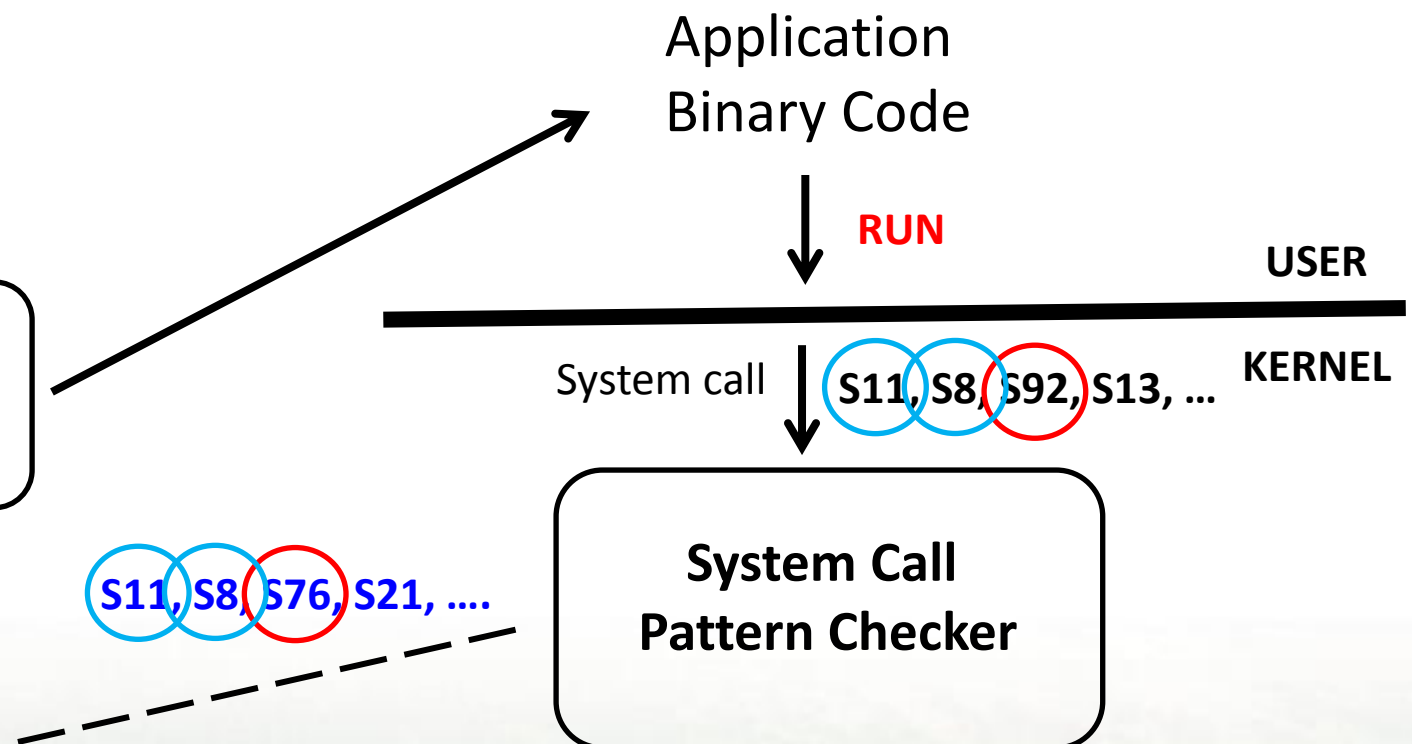 Application
Binary Code
RUN
USER
System call
S11, S8, S92, S13, …
KERNEL
S11, S8, S76, S21, ….
System Call
Pattern Checker